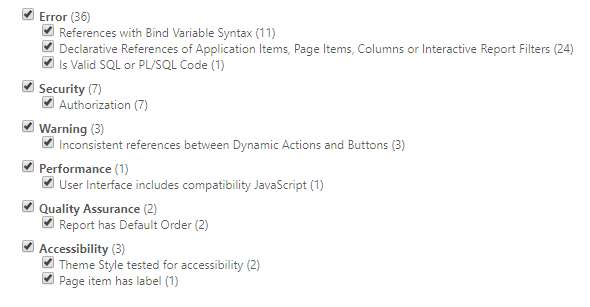 Error (36)
References with Bind Variable Syntax (11)
Declarative References of Application Items, Page Items, Columns or Interactive Report Filters (24)
Is Valid SQL or PL/SQL Code (1)
Security (7)
Authorization (7)
Warning (3)
Inconsistent references between Dynamic Actions and Buttons (3)
Performance (1)
User Interface includes compatibility JavaScript (1)
Quality Assurance (2)
Report has Default Order (2)
Accessibility (3)
Theme Style tested for accessibility (2)
Page item has label (1)